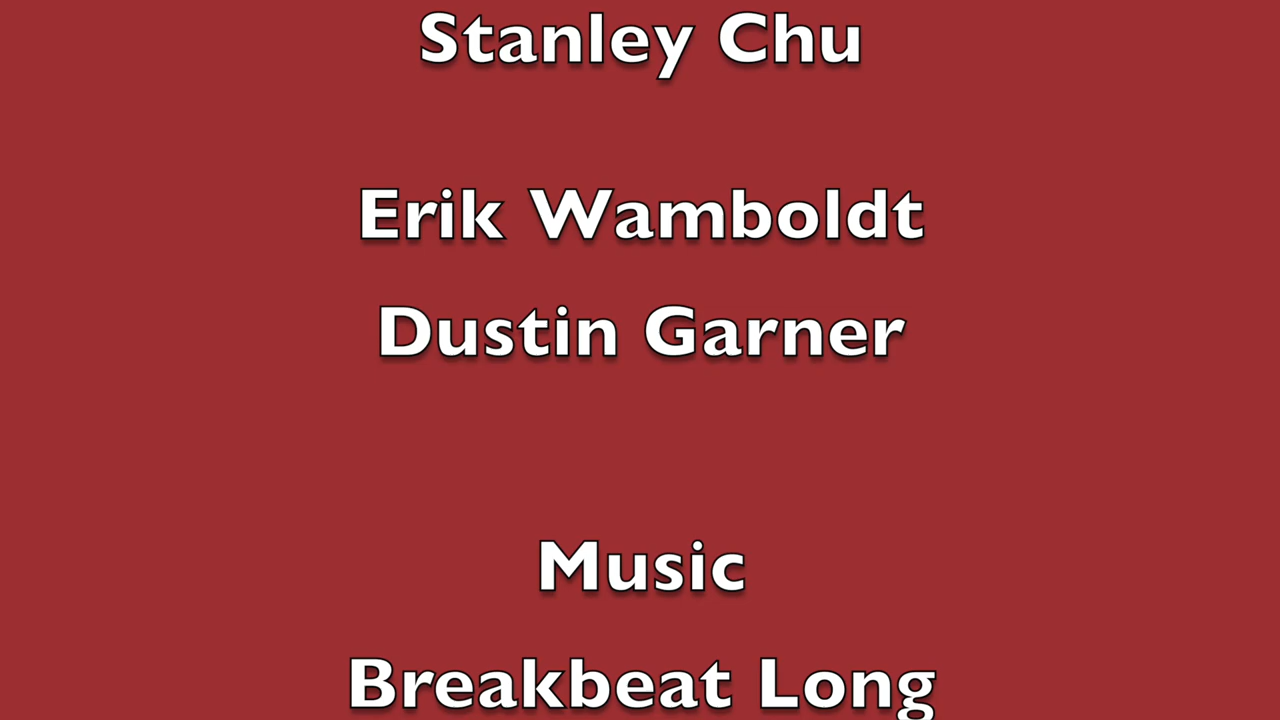 Stanley Chu
Erik Wamboldt
Dustin Garner
Music
Breakbeat Long